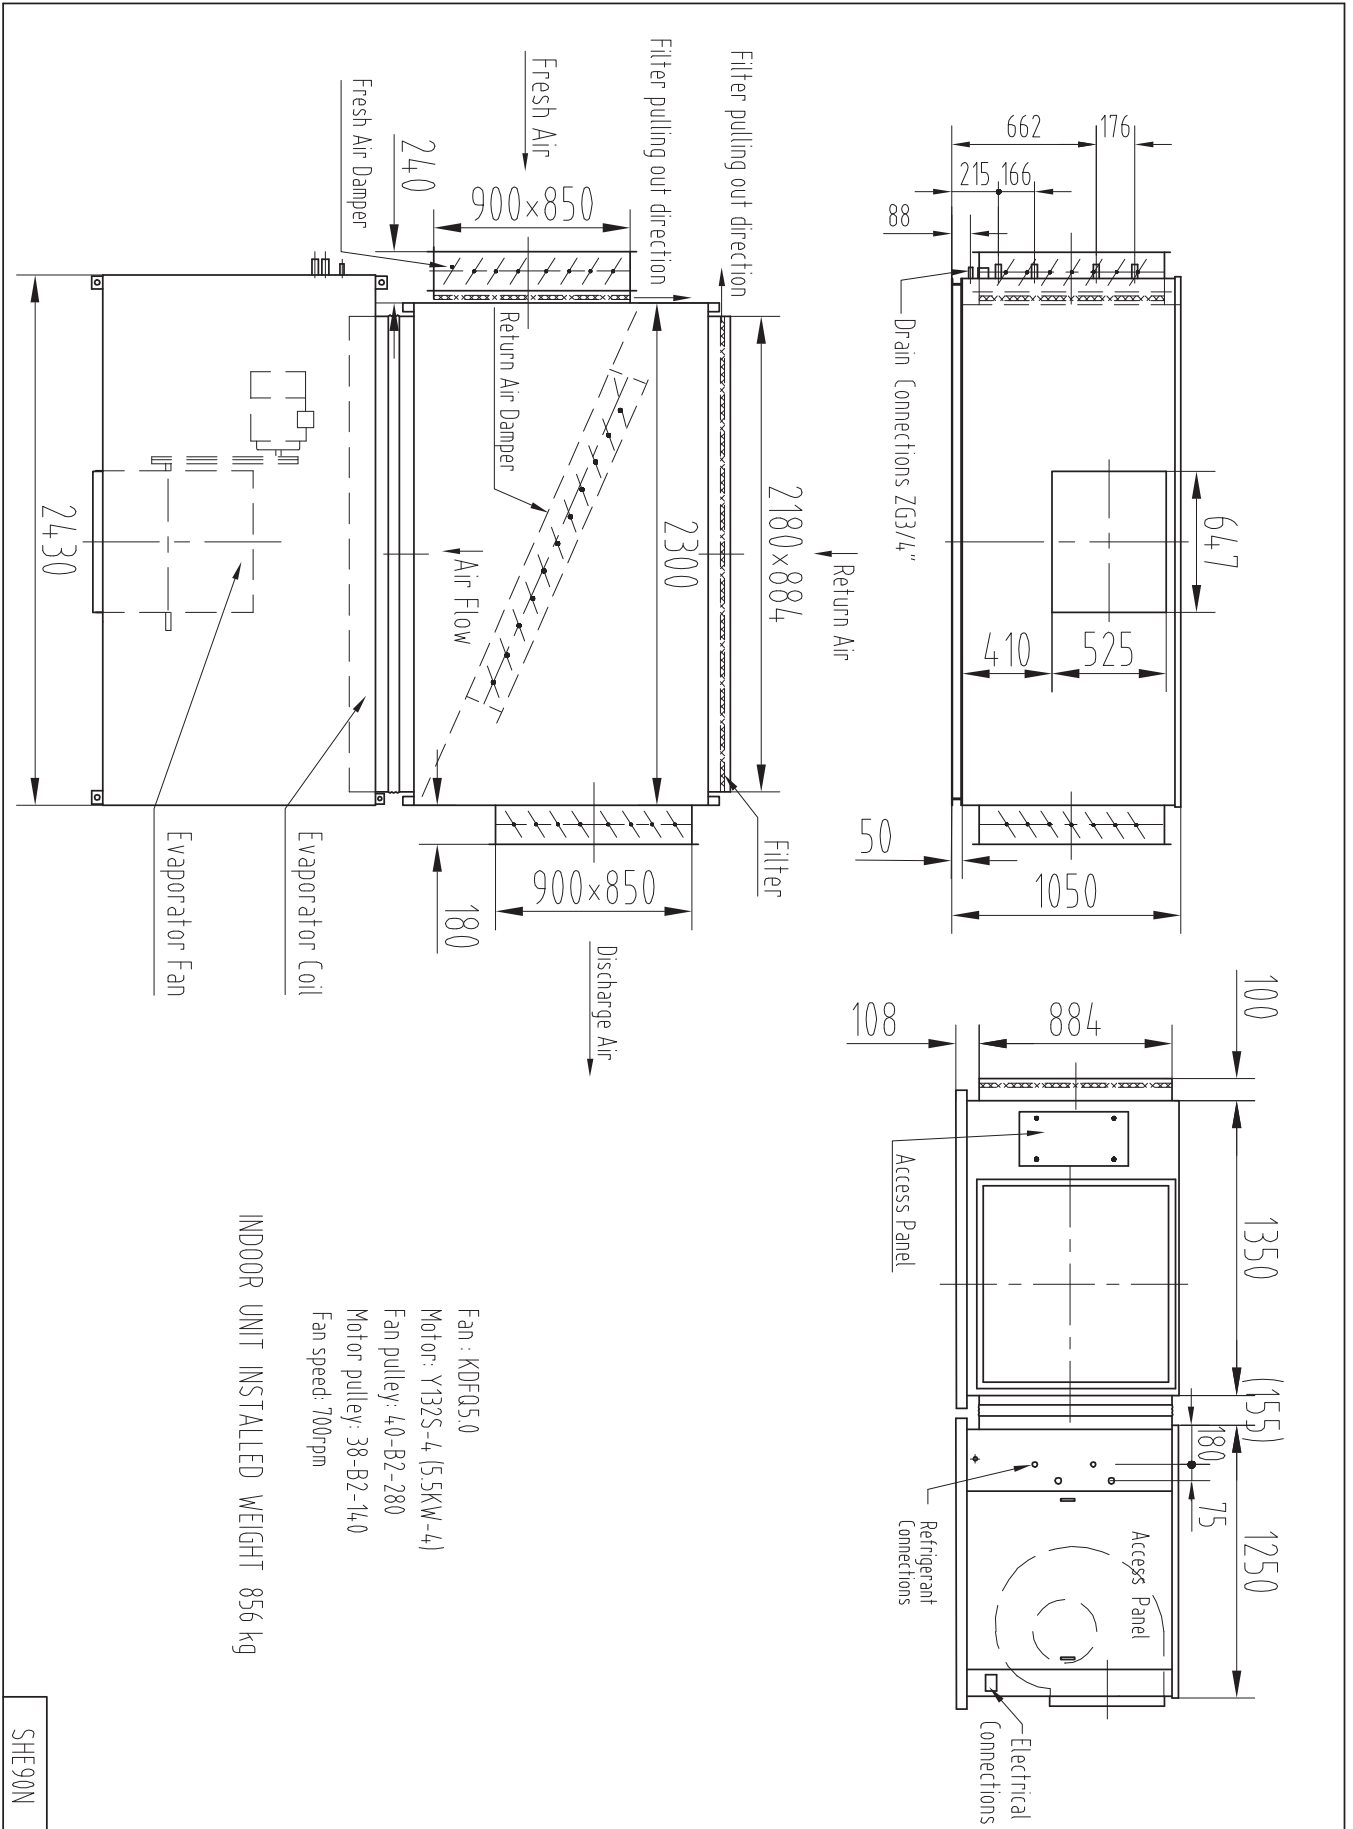 662
176
215
166
88
Drain Connections ZG3/4"
647
410
525
50
1050
100
884
108
1350
(155)
180
75
1250
Access Panel
Refrigerant
Connections
Access Panel
Electrical
Connections
Filter pulling out direction
Filter pulling out direction
Fresh Air
Fresh Air Damper
240
900×850
Return Air Damper
2180×884
2300
Return Air
Air Flow
2430
Filter
900×850
180
Discharge Air
Evaporator Coil
Evaporator Fan
Fan : KDFQ5.0
Motor: Y132S-4 (5.5KW-4)
Fan pulley: 40-B2-280
Motor pulley: 38-B2-140
Fan speed: 700rpm
INDOOR UNIT INSTALLED WEIGHT 856 kg
SHE90N